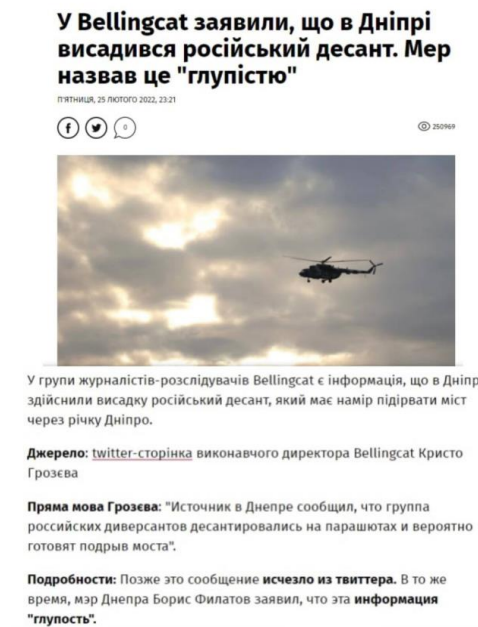 У Bellingcat заявили, що в Дніпрі
висадився російський десант. Мер
назвав це "глупістю"
П'ЯТНИЦЯ, 25 ЛЮТОГО 2022, 23:21
0
250969
У групи журналістів-розслідувачів Bellingcat є інформація, що в Дніпр
здійснили висадку російський десант, який має намір підірвати міст
через річку Дніпро.
Джерело: twitter-сторінка виконавчого директора Bellingcat Кристо
Грозєва
Пряма мова Грозєва: "Источник в Днепре сообщил, что группа
российских диверсантов десантировались на парашютах и вероятно
готовят подрыв моста".
Подробности: Позже это сообщение исчезло из твиттера. В то же
время, мэр Днепра Борис Филатов заявил, что эта информация
"глупость".